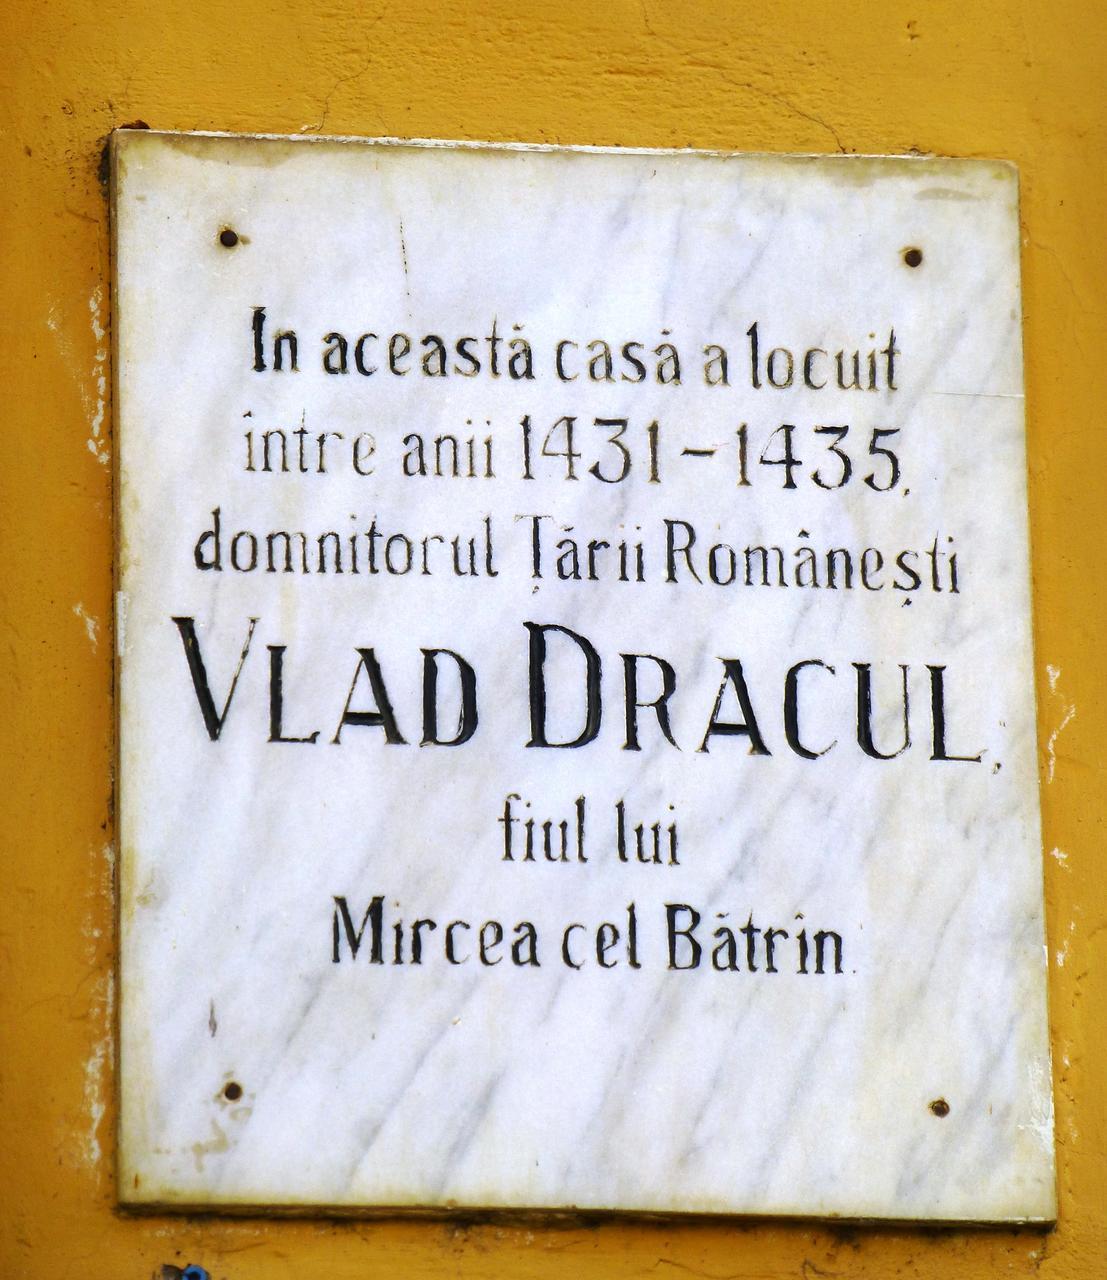 In această casă a locuit
între anii 1431-1435,
domnitorul Țării Românești
VLAD DRACUL,
fiul lui
Mircea cel Bătrîn.